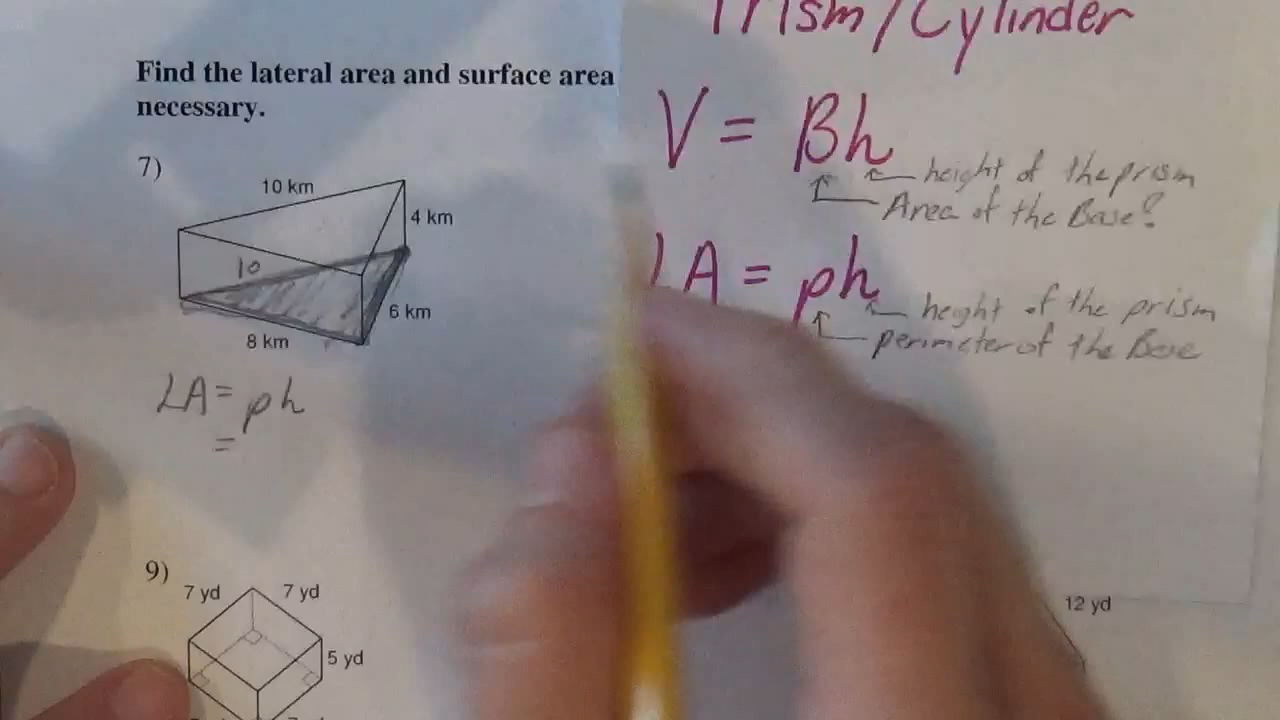 Prism/Cylinder
Find the lateral area and surface area
necessary.
V = Bh
height of the prism
Area of the Base?
7)
10 km
4 km
10
6 km
8 km
LA = ph
height of the prism
perimeter of the Base
LA = ph
=
9)
7 yd
7 yd
5 yd
12 yd